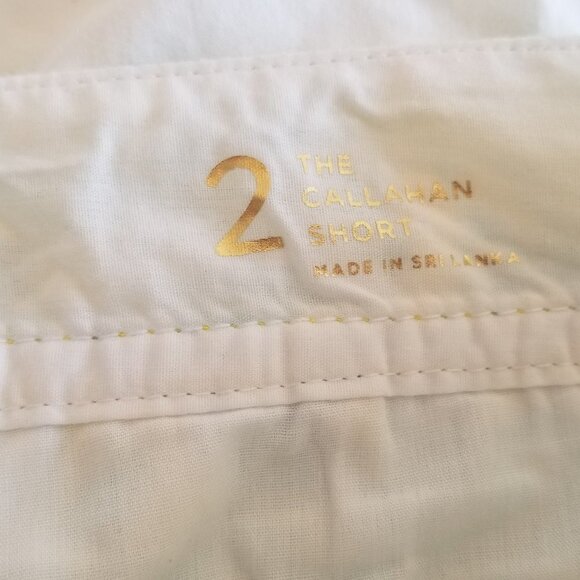 2
THE
CALLAHAN
SHORT
MADE IN SRI LANKA